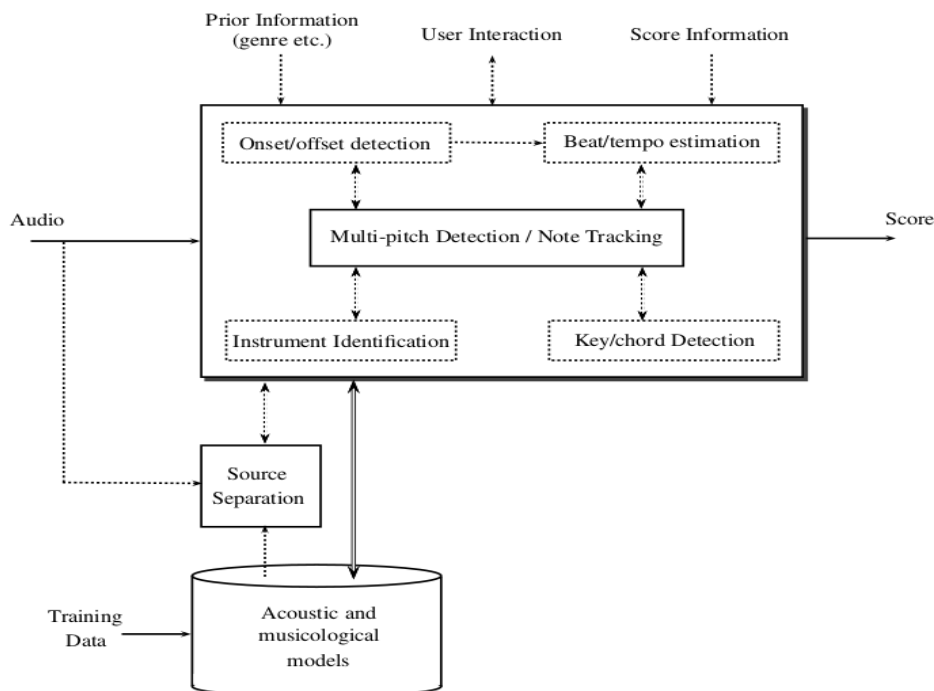 Prior Information
(genre etc.)
User Interaction
Score Information
Onset/offset detection
Beat/tempo estimation
Audio
Multi-pitch Detection / Note Tracking
Score
Instrument Identification
Key/chord Detection
Source
Separation
Training
Data
Acoustic and
musicological
models